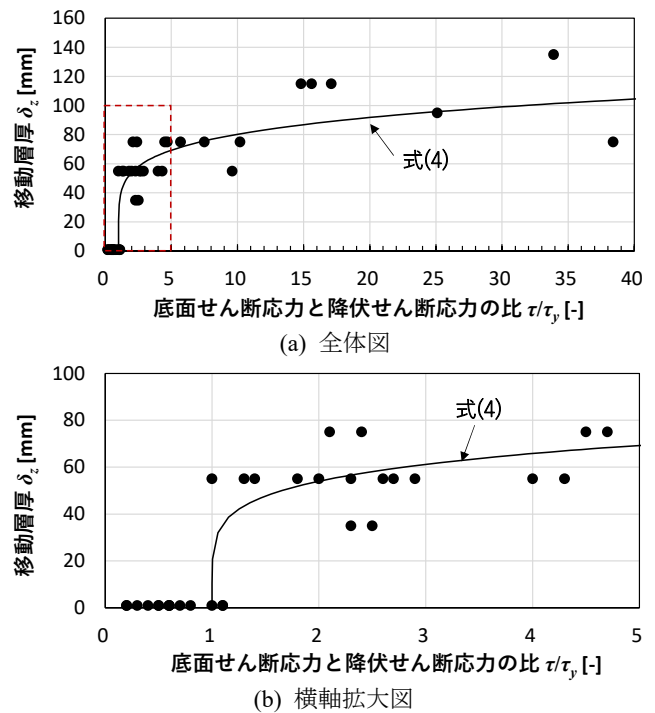 160
140
120
100
80
60
40
20
0
移動層厚 δz [mm]
式(4)
0 5 10 15 20 25 30 35 40
底面せん断応力と降伏せん断応力の比 τ/τy [-]
(a) 全体図
100
80
60
40
20
0
移動層厚 δz [mm]
式(4)
0 1 2 3 4 5
底面せん断応力と降伏せん断応力の比 τ/τy [-]
(b) 横軸拡大図